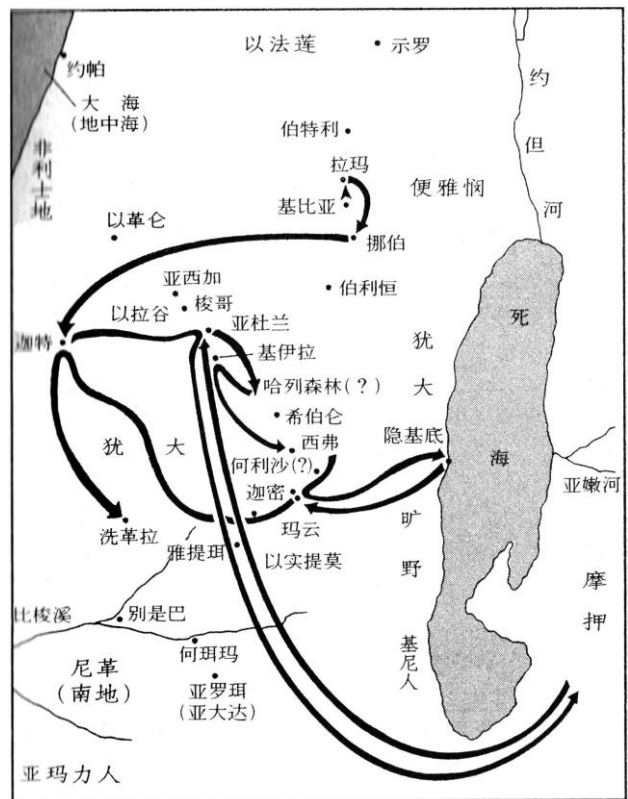 以法莲
示罗
约帕
大 海
（地中海）
约但河
非利士地
伯特利
拉玛
便雅悯
基比亚
以革仑
挪伯
亚西加
伯利恒
梭哥
以拉谷
亚杜兰
死海
迦特
基伊拉
犹大旷野
哈列森林(？)
希伯仑
犹 大
西弗
隐基底
何利沙(?)
迦密
亚嫩河
洗革拉
玛云
雅提珥
以实提莫
摩押
比梭溪
别是巴
基尼人
何珥玛
尼革
（南地）
亚罗珥
（亚大达）
亚玛力人